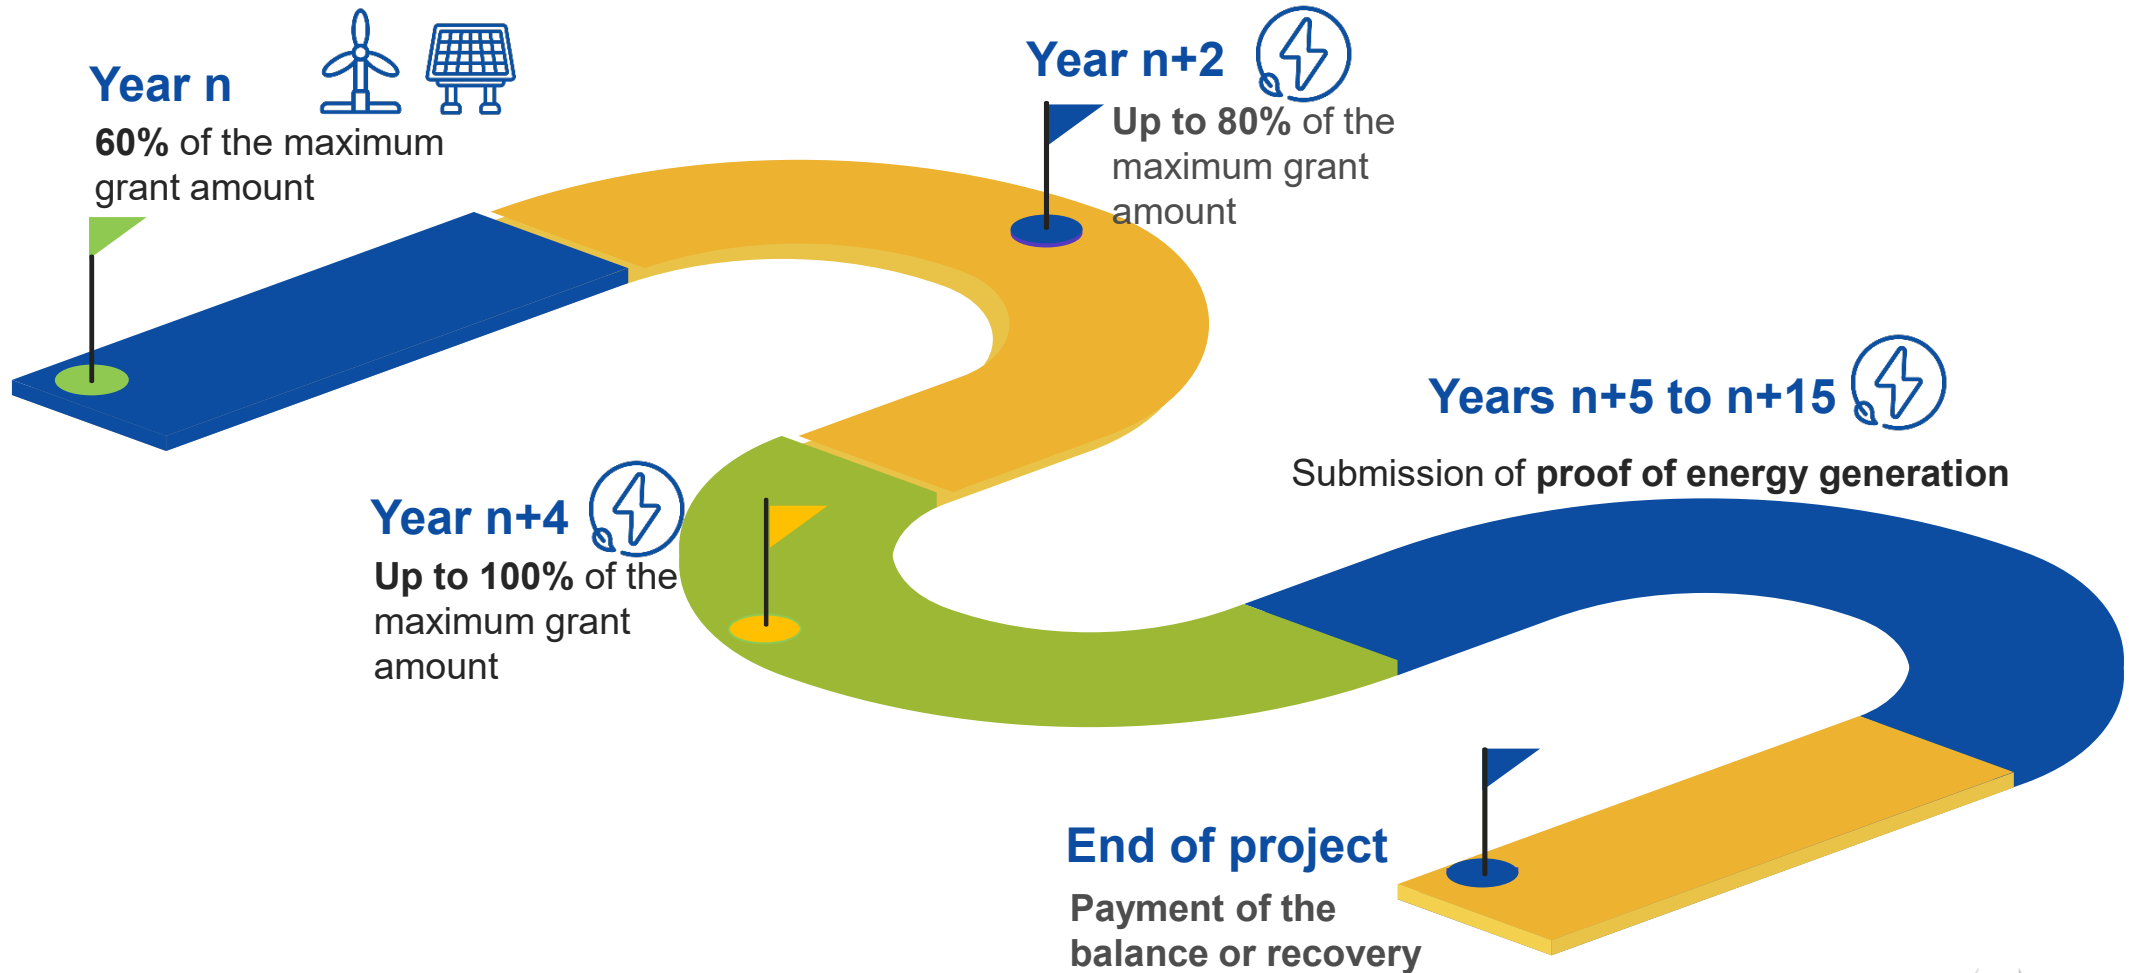 Year n
60% of the maximum
grant amount
Year n+2
Up to 80% of the
maximum grant
amount
Year n+4
Up to 100% of the
maximum grant
amount
Years n+5 to n+15
Submission of proof of energy generation
End of project
Payment of the
balance or recovery